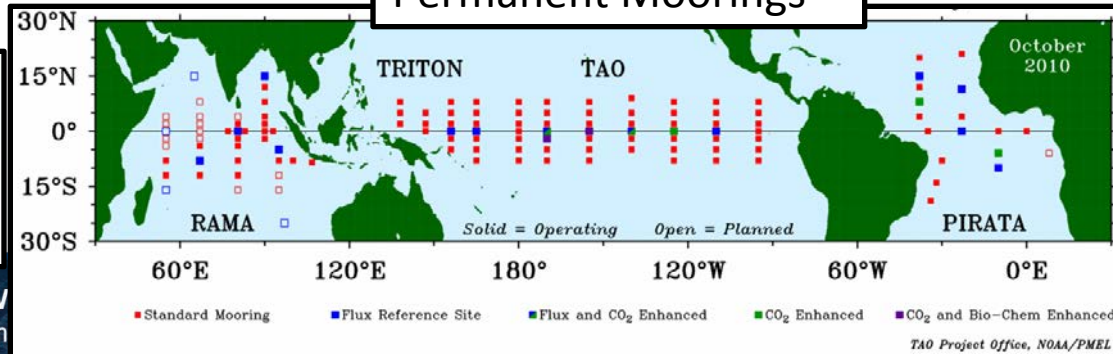 Permanent Moorings
30°N
15°N
0°
15°S
30°S
TRITON TAO
October
2010
RAMA Solid = Operating Open = Planned PIRATA
60°E 120°E 180° 120°W 60°W 0°E
Standard Mooring Flux Reference Site Flux and CO₂ Enhanced CO₂ Enhanced CO₂ and Bio-Chem Enhanced
TAO Project Office, NOAA/PMEL